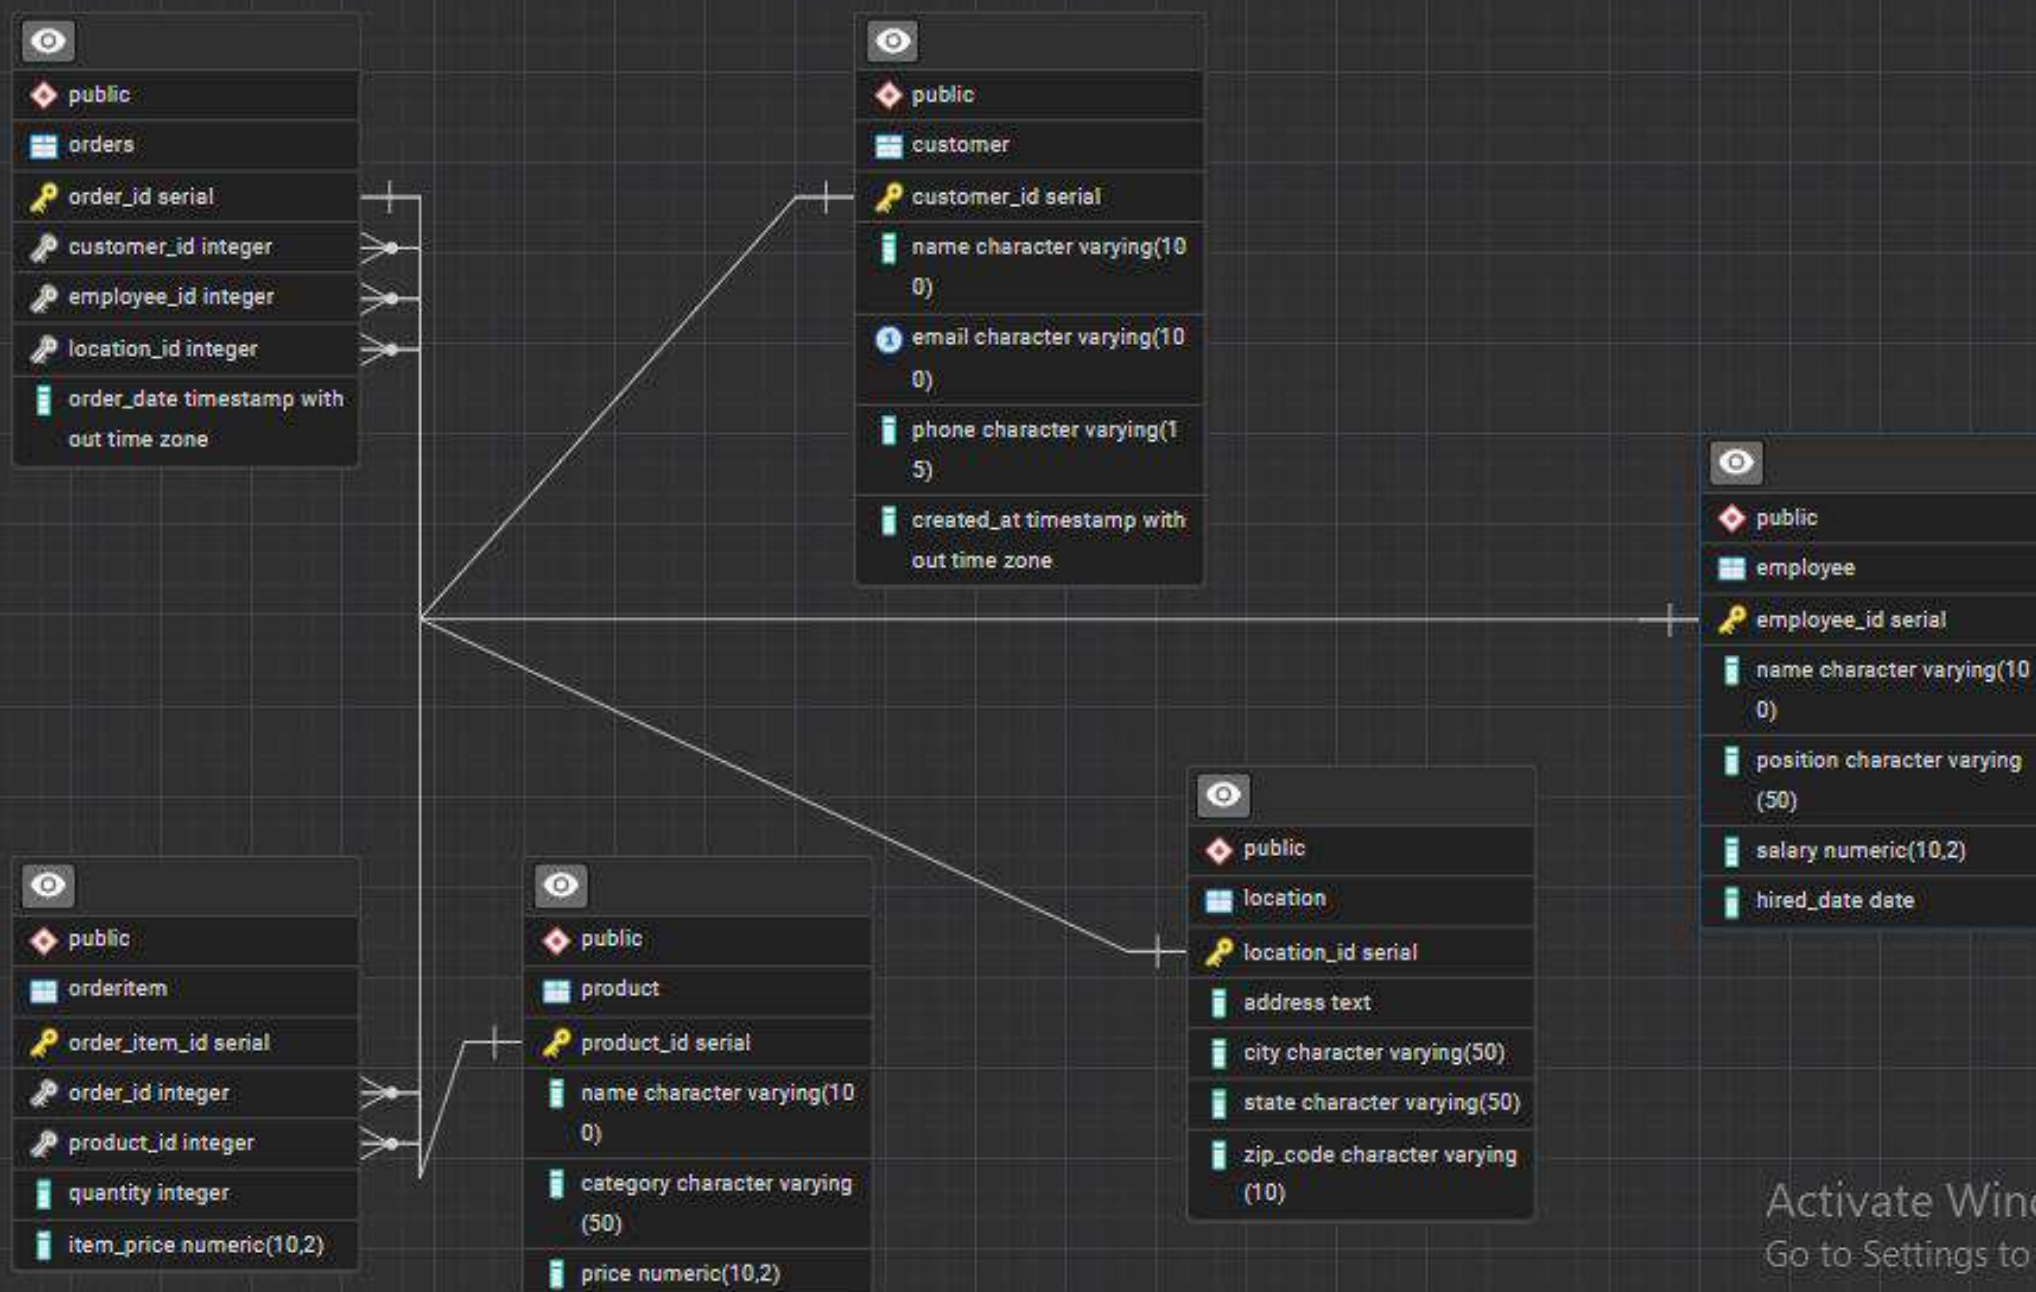 public
orders
order_id serial
customer_id integer
employee_id integer
location_id integer
order_date timestamp with
out time zone
public
customer
customer_id serial
name character varying(10
0)
email character varying(10
0)
phone character varying(1
5)
created_at timestamp with
out time zone
public
employee
employee_id serial
name character varying(10
0)
position character varying
(50)
salary numeric(10,2)
hired_date date
public
orderitem
order_item_id serial
order_id integer
product_id integer
quantity integer
item_price numeric(10,2)
public
product
product_id serial
name character varying(10
0)
category character varying
(50)
price numeric(10,2)
public
location
location_id serial
address text
city character varying(50)
state character varying(50)
zip_code character varying
(10)
Activate Win
Go to Settings to